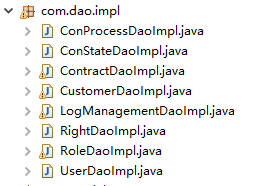 com.dao.impl
ConProcessDaoImpl.java
ConStateDaoImpl.java
ContractDaoImpl.java
CustomerDaoImpl.java
LogManagementDaoImpl.java
RightDaoImpl.java
RoleDaoImpl.java
UserDaoImpl.java